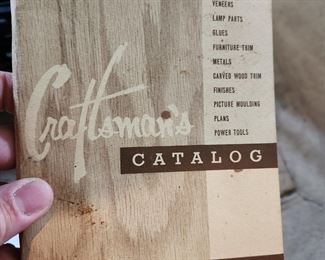 VENEERS
LAMP PARTS
GLUES
FURNITURE TRIM
METALS
CARVED WOOD TRIM
FINISHES
PICTURE MOULDING
PLANS
POWER TOOLS
Craftsman's
CATALOG